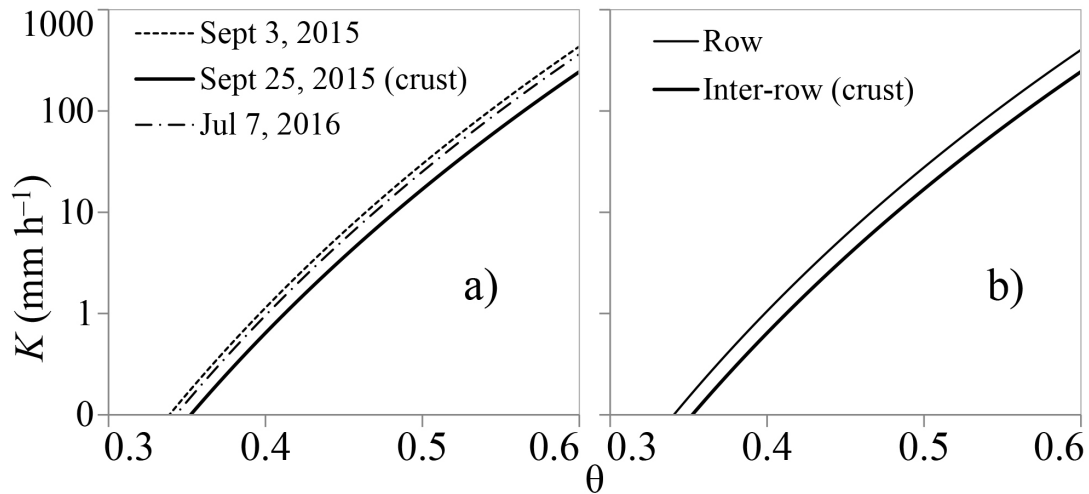 1000
100
10
1
0
K (mm h⁻¹)
Sept 3, 2015
Sept 25, 2015 (crust)
Jul 7, 2016
a)
0.3 0.4 0.5 0.6
Row
Inter-row (crust)
b)
0.3 0.4 0.5 0.6
θ